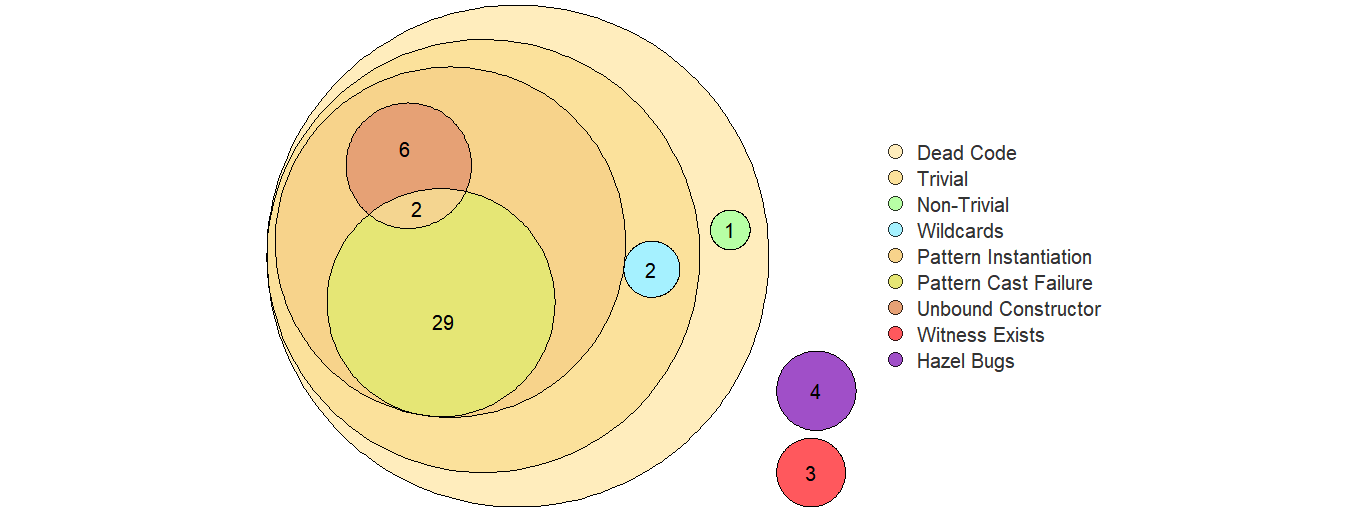 6
2
29
2
1
4
3
Dead Code
Trivial
Non-Trivial
Wildcards
Pattern Instantiation
Pattern Cast Failure
Unbound Constructor
Witness Exists
Hazel Bugs